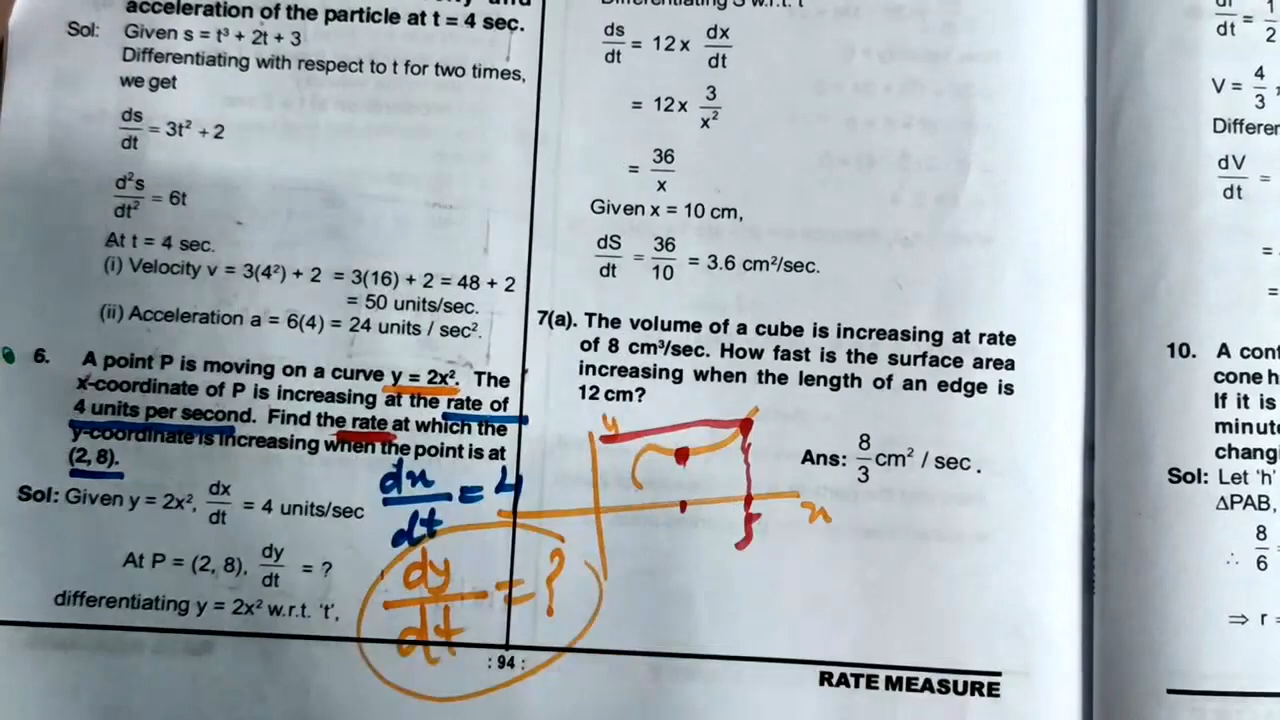 acceleration of the particle at t = 4 sec.
Sol: Given s = t³ + 2t + 3
Differentiating with respect to t for two times,
we get
ds/dt = 3t² + 2
d²s/dt² = 6t
At t = 4 sec.
(i) Velocity v = 3(4²) + 2 = 3(16) + 2 = 48 + 2
= 50 units/sec.
(ii) Acceleration a = 6(4) = 24 units / sec².
6. A point P is moving on a curve y = 2x². The
x-coordinate of P is increasing at the rate of
4 units per second. Find the rate at which the
y-coordinate is increasing when the point is at
(2, 8).
Sol: Given y = 2x², dx/dt = 4 units/sec
At P = (2, 8), dy/dt = ?
differentiating y = 2x² w.r.t. 't',
dx/dt = 4
dy/dt = ?
ds/dt = 12x dx/dt
= 12x 3/x²
= 36/x
Given x = 10 cm,
dS/dt = 36/10 = 3.6 cm²/sec.
7(a). The volume of a cube is increasing at rate
of 8 cm³/sec. How fast is the surface area
increasing when the length of an edge is
12 cm?
y
x
Ans: 8/3 cm² / sec.
: 94 :
RATE MEASURE
dt = 1/2
V = 4/3
dV/dt =
=
=
10. A
cone h
If it is
Sol: Let 'h'
ΔPAB,
∴ 8/6
⇒ r =